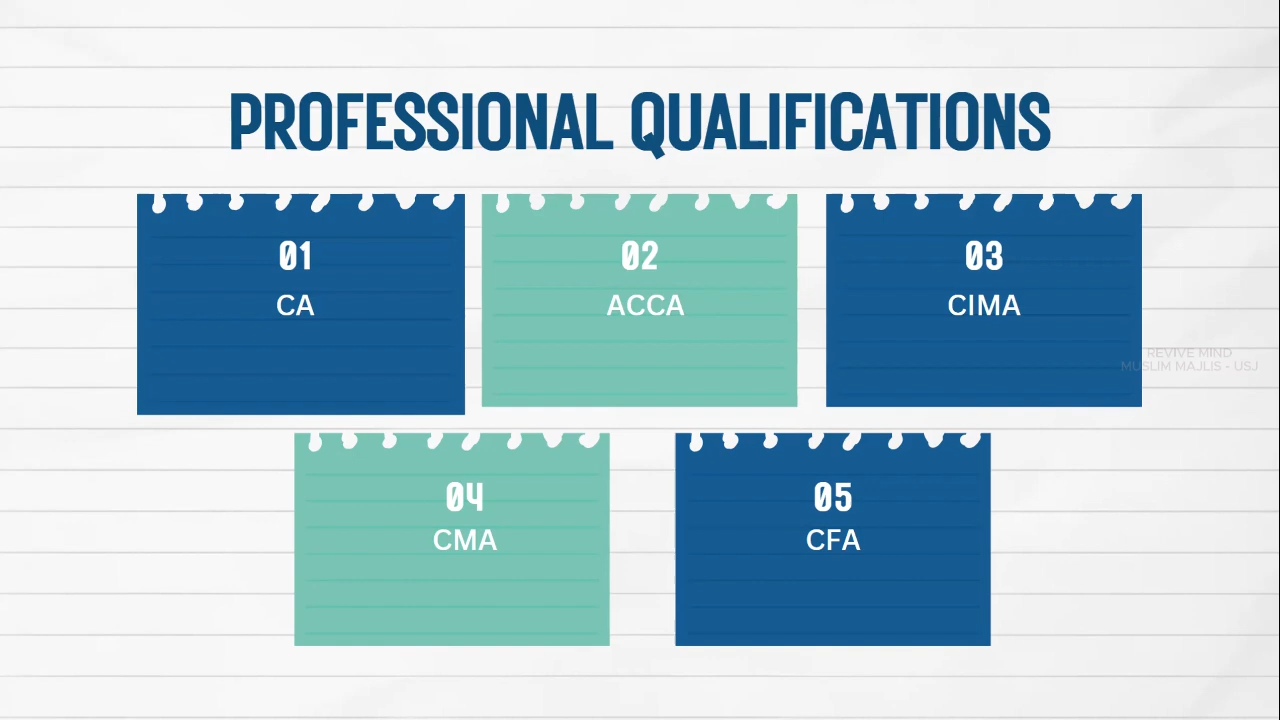 PROFESSIONAL QUALIFICATIONS
01
CA
02
ACCA
03
CIMA
REVIVE MIND
MUSLIM MAJLIS - USJ
04
CMA
05
CFA